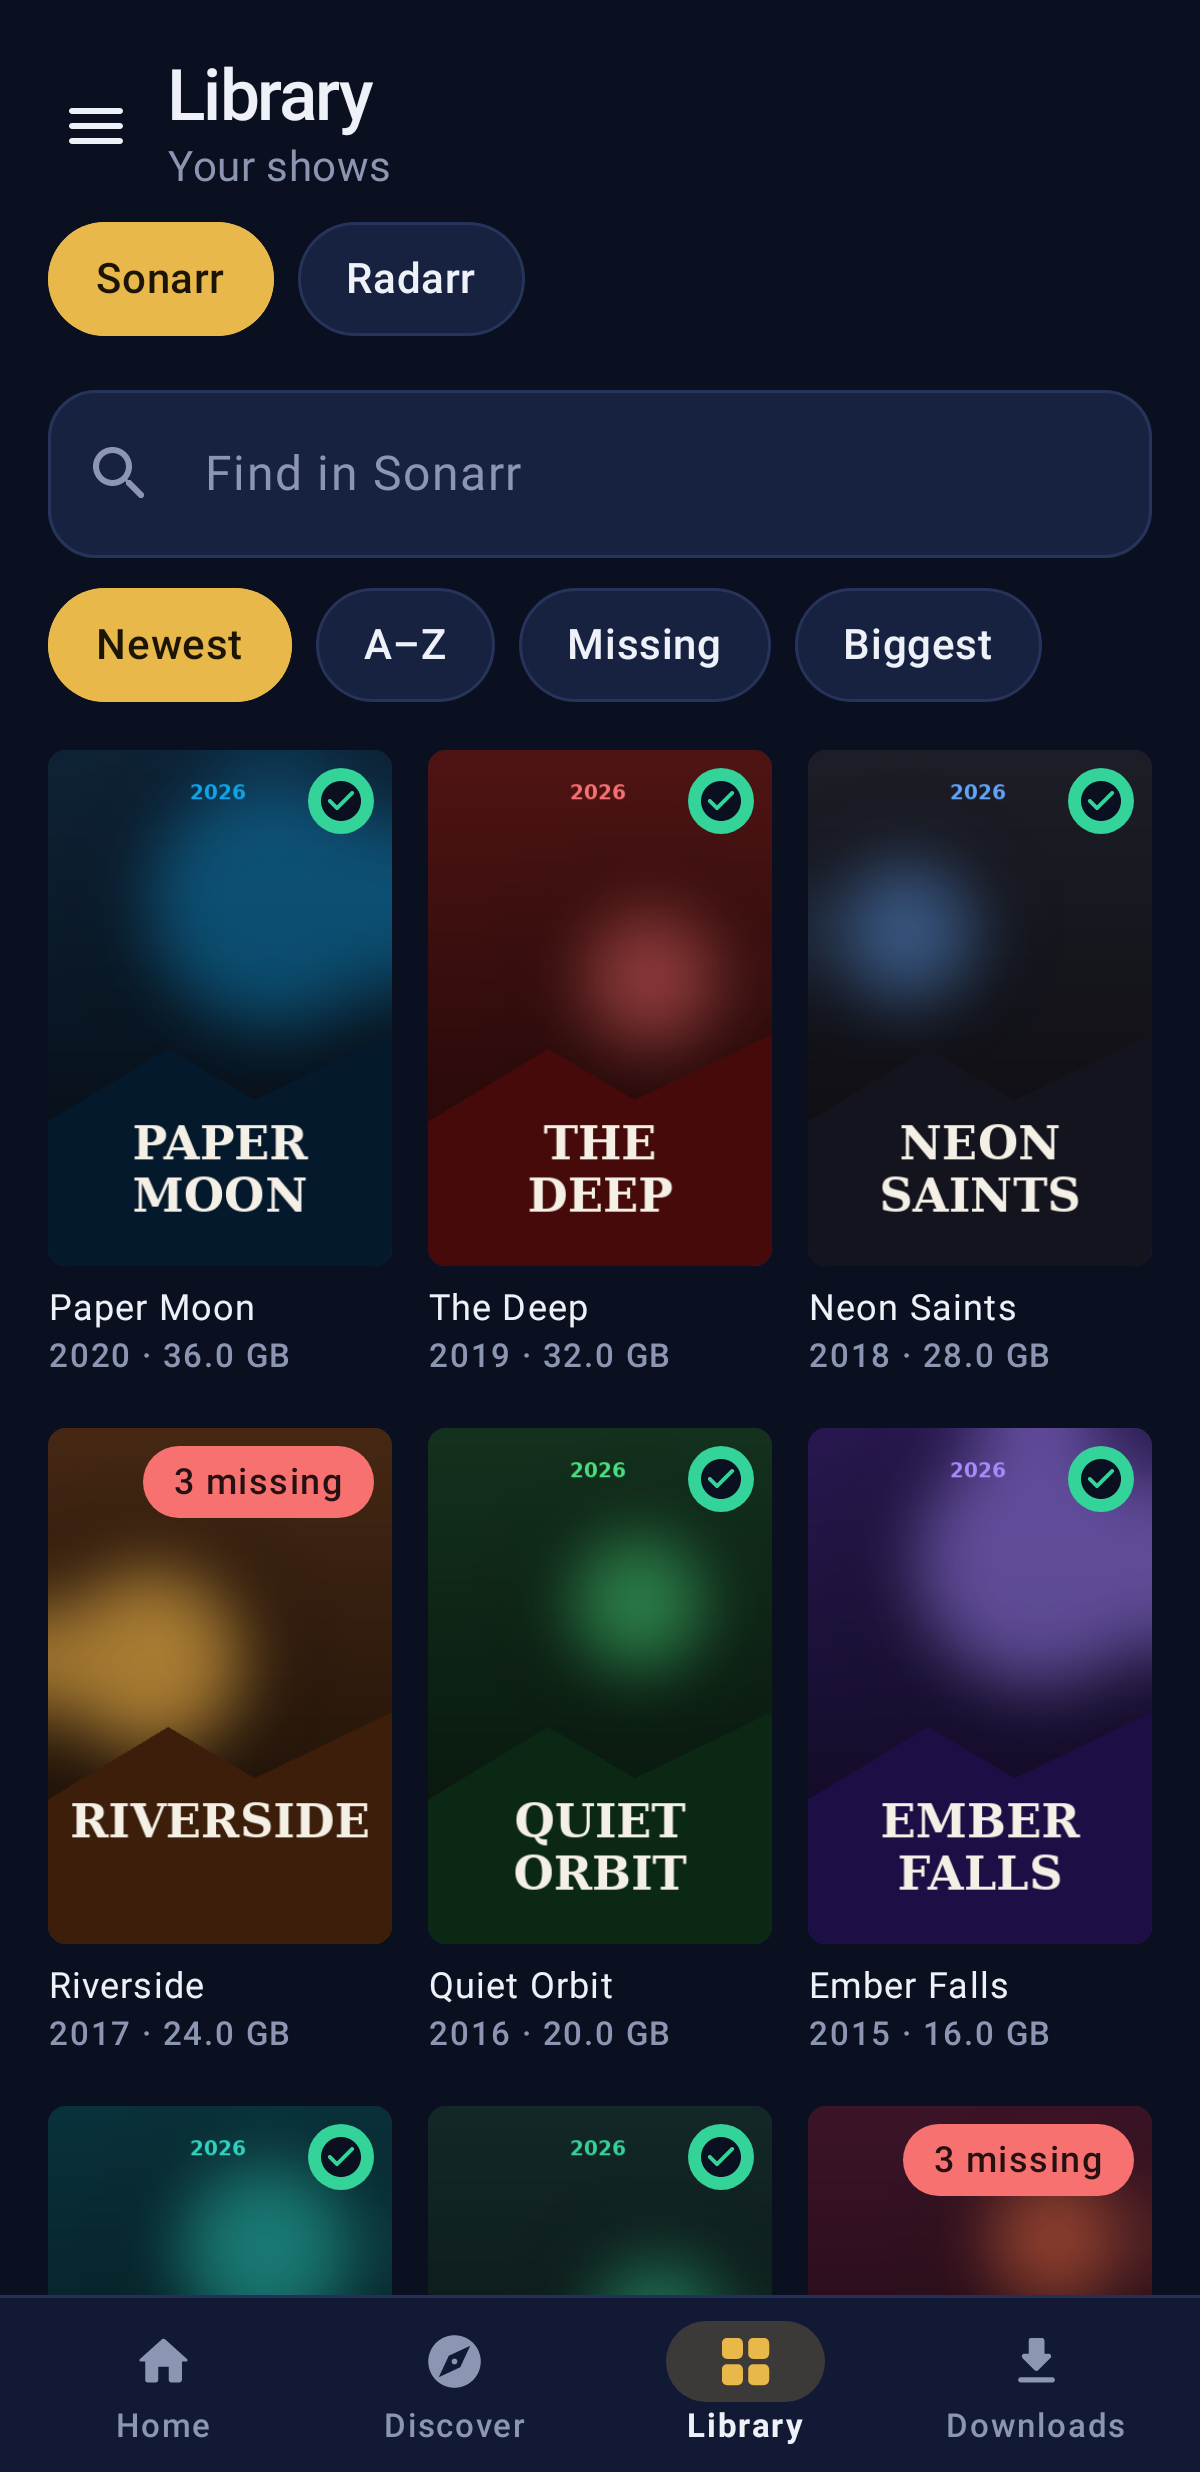 Library
Your shows
Sonarr
Radarr
Find in Sonarr
Newest
A–Z
Missing
Biggest
2026
PAPER
MOON
Paper Moon
2020 · 36.0 GB
2026
THE
DEEP
The Deep
2019 · 32.0 GB
2026
NEON
SAINTS
Neon Saints
2018 · 28.0 GB
3 missing
RIVERSIDE
Riverside
2017 · 24.0 GB
2026
QUIET
ORBIT
Quiet Orbit
2016 · 20.0 GB
2026
EMBER
FALLS
Ember Falls
2015 · 16.0 GB
2026
2026
3 missing
Home
Discover
Library
Downloads